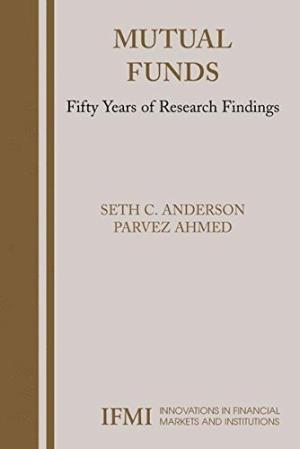 MUTUAL
FUNDS
Fifty Years of Research Findings
SETH C. ANDERSON
PARVEZ AHMED
IFMI
INNOVATIONS IN FINANCIAL
MARKETS AND INSTITUTIONS